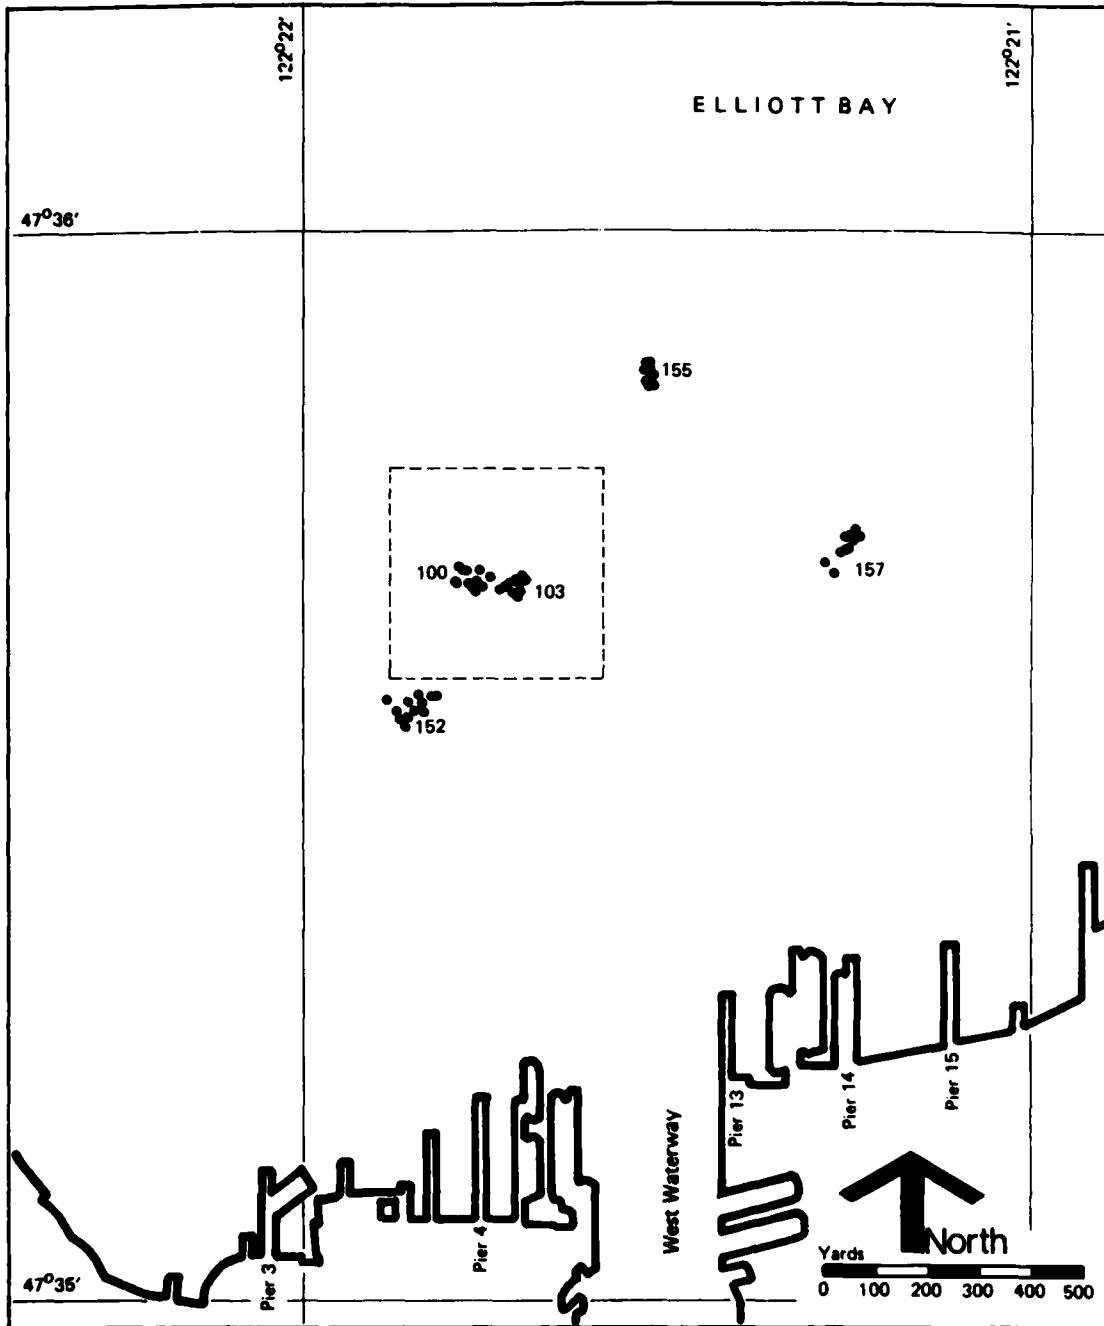 122°22'
122°21'
ELLIOTT BAY
47°36'
155
100
103
157
152
Pier 13
Pier 14
Pier 15
West Waterway
Pier 4
Pier 3
North
Yards
47°35'
0 100 200 300 400 500